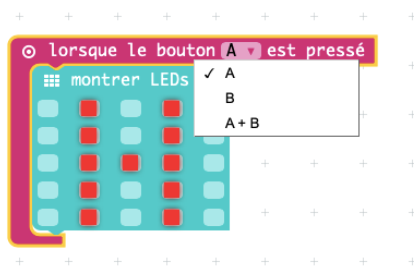 lorsque le bouton A est pressé
montrer LEDs
✓ A
B
A + B